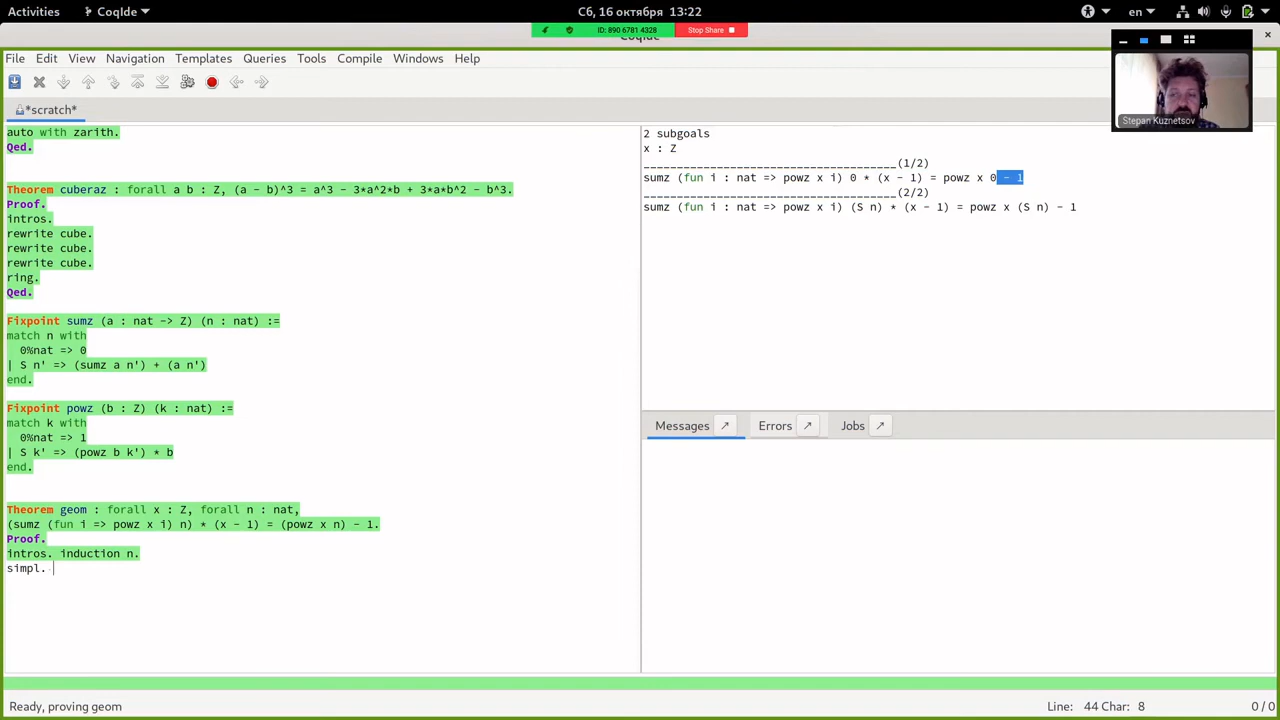 Activities CoqIde Сб, 16 октября 13:22 en
ID: 890 6781 4328 Stop Share
CoqIde
File Edit View Navigation Templates Queries Tools Compile Windows Help
*scratch*
Stepan Kuznetsov
auto with zarith.
Qed.
Theorem cuberaz : forall a b : Z, (a - b)^3 = a^3 - 3*a^2*b + 3*a*b^2 - b^3.
Proof.
intros.
rewrite cube.
rewrite cube.
rewrite cube.
ring.
Qed.
Fixpoint sumz (a : nat -> Z) (n : nat) :=
match n with
  0%nat => 0
| S n' => (sumz a n') + (a n')
end.
Fixpoint powz (b : Z) (k : nat) :=
match k with
  0%nat => 1
| S k' => (powz b k') * b
end.
Theorem geom : forall x : Z, forall n : nat,
(sumz (fun i => powz x i) n) * (x - 1) = (powz x n) - 1.
Proof.
intros. induction n.
simpl.
2 subgoals
x : Z
______________________________________(1/2)
sumz (fun i : nat => powz x i) 0 * (x - 1) = powz x 0 - 1
______________________________________(2/2)
sumz (fun i : nat => powz x i) (S n) * (x - 1) = powz x (S n) - 1
Messages Errors Jobs
Ready, proving geom Line: 44 Char: 8 0 / 0